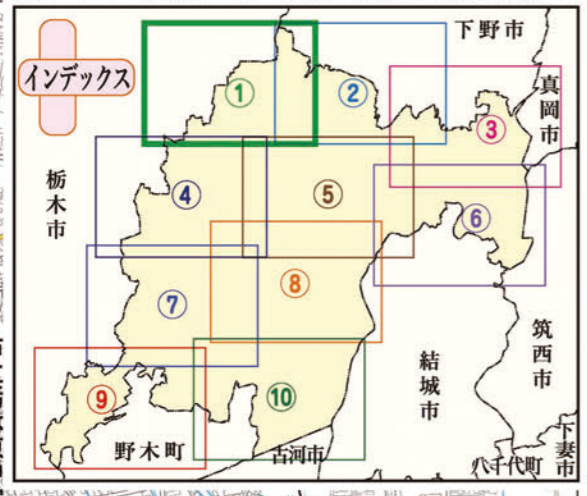 インデックス
下野市
真岡市
栃木市
①
②
③
④
⑤
⑥
⑦
⑧
⑨
⑩
筑西市
結城市
野木町
古河市
八千代町
下妻市